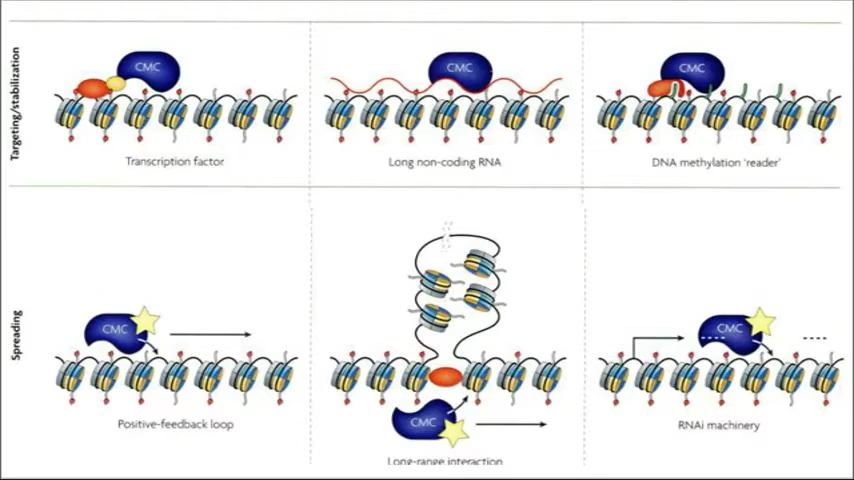 Targeting/stabilization
CMC
CMC
CMC
Transcription factor
Long non-coding RNA
DNA methylation 'reader'
Spreading
CMC
CMC
CMC
Positive-feedback loop
Long-range interaction
RNAi machinery